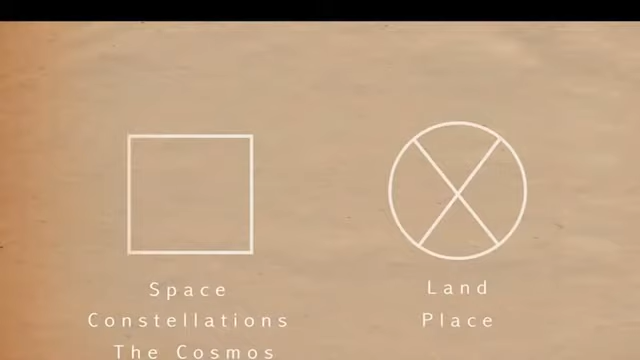 Space
Constellations
The Cosmos
Land
Place